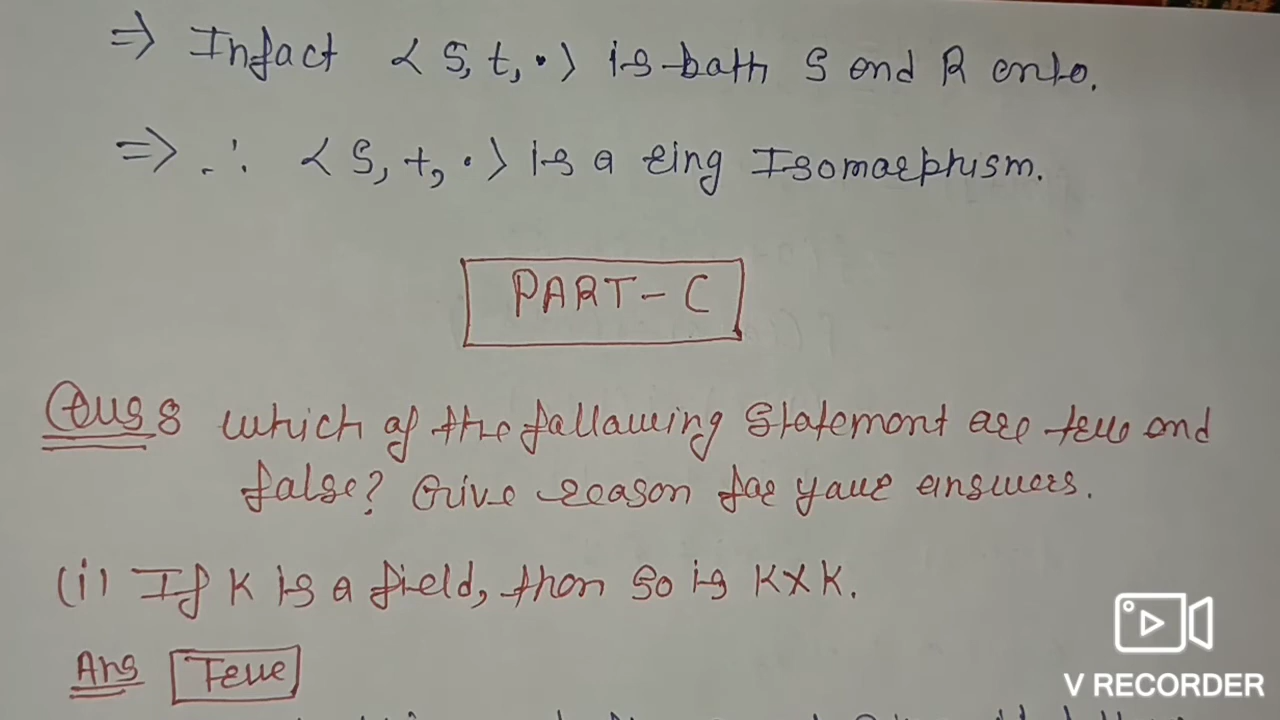 ⇒ Infact < S, t, • > is both S and R onto.
⇒ ∴ < S, +, • > is a ring Isomorphism.
PART - C
Ques 8 which of the following Statement are true and
false? Give reason for your answers.
(i) If K is a field, then so is K×K.
Ans True
V RECORDER